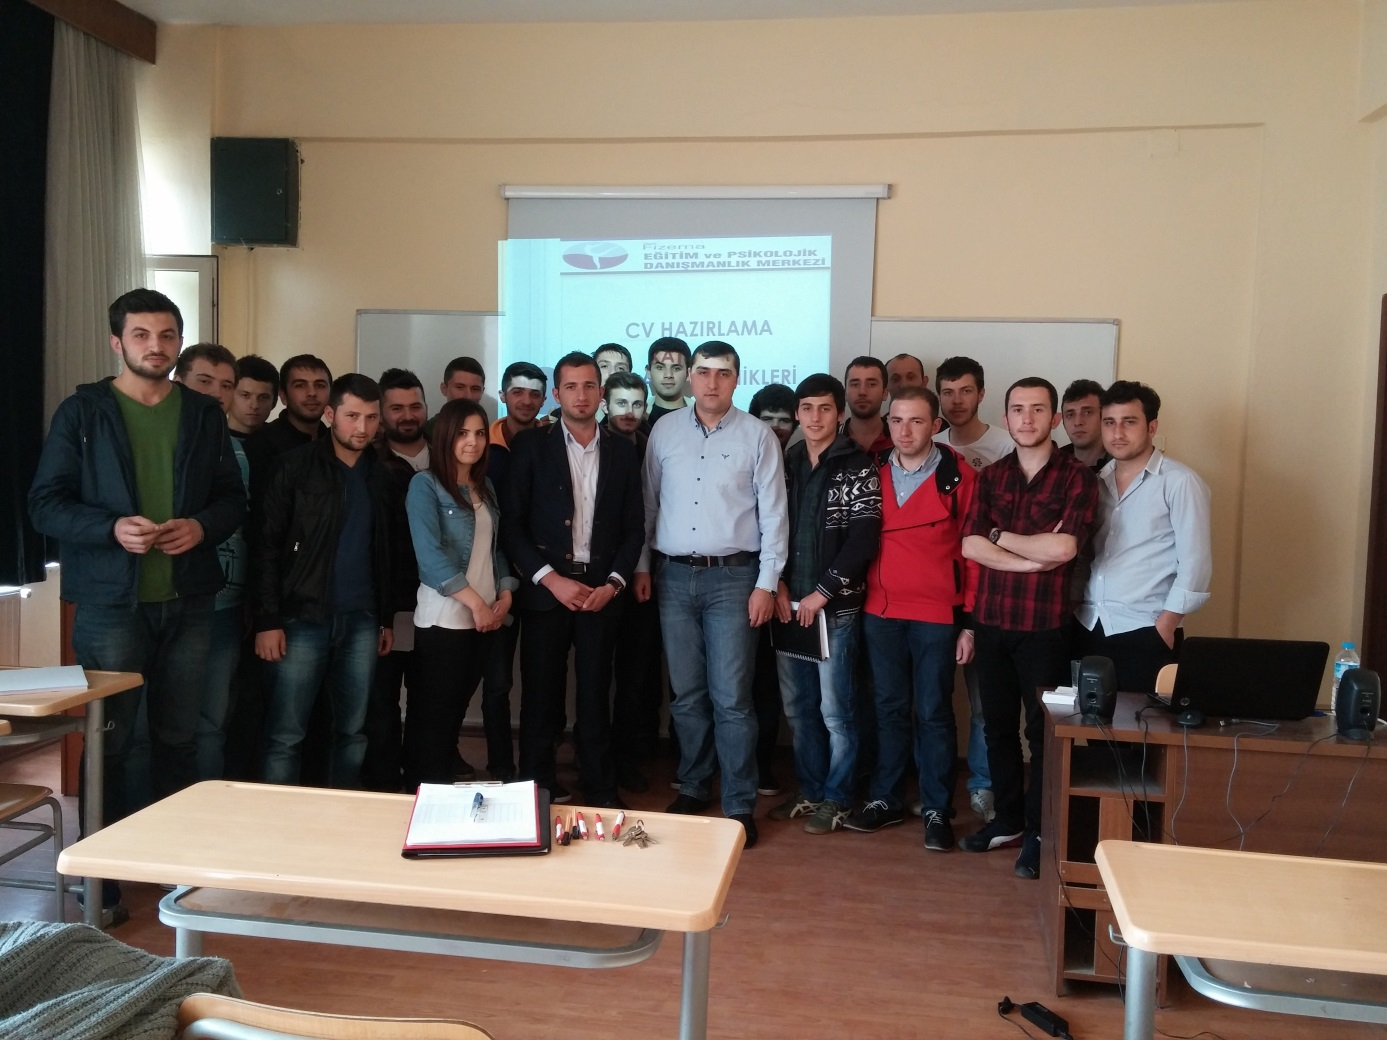 Fizema
EĞİTİM ve PSİKOLOJİK
DANIŞMANLIK MERKEZİ
CV HAZIRLAMA